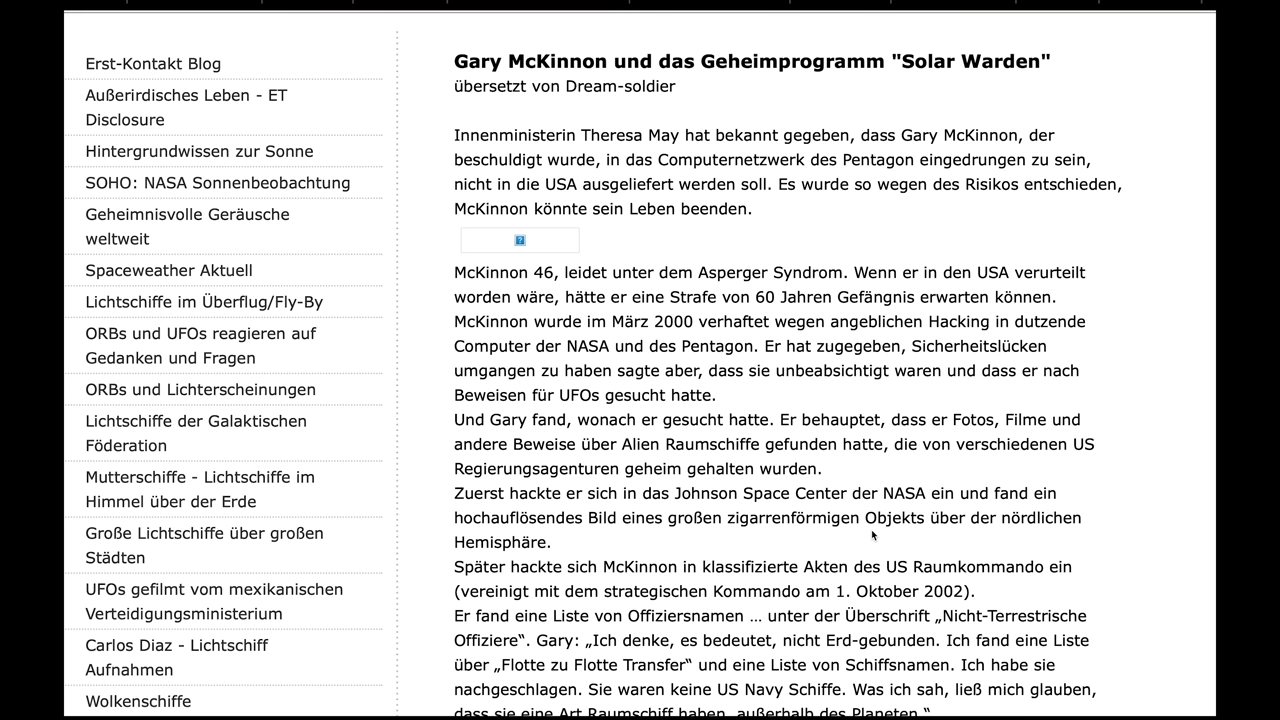 Erst-Kontakt Blog
Außerirdisches Leben - ET
Disclosure
Hintergrundwissen zur Sonne
SOHO: NASA Sonnenbeobachtung
Geheimnisvolle Geräusche
weltweit
Spaceweather Aktuell
Lichtschiffe im Überflug/Fly-By
ORBs und UFOs reagieren auf
Gedanken und Fragen
ORBs und Lichterscheinungen
Lichtschiffe der Galaktischen
Föderation
Mutterschiffe - Lichtschiffe im
Himmel über der Erde
Große Lichtschiffe über großen
Städten
UFOs gefilmt vom mexikanischen
Verteidigungsministerium
Carlos Diaz - Lichtschiff
Aufnahmen
Wolkenschiffe
Gary McKinnon und das Geheimprogramm "Solar Warden"
übersetzt von Dream-soldier
Innenministerin Theresa May hat bekannt gegeben, dass Gary McKinnon, der
beschuldigt wurde, in das Computernetzwerk des Pentagon eingedrungen zu sein,
nicht in die USA ausgeliefert werden soll. Es wurde so wegen des Risikos entschieden,
McKinnon könnte sein Leben beenden.
McKinnon 46, leidet unter dem Asperger Syndrom. Wenn er in den USA verurteilt
worden wäre, hätte er eine Strafe von 60 Jahren Gefängnis erwarten können.
McKinnon wurde im März 2000 verhaftet wegen angeblichen Hacking in dutzende
Computer der NASA und des Pentagon. Er hat zugegeben, Sicherheitslücken
umgangen zu haben sagte aber, dass sie unbeabsichtigt waren und dass er nach
Beweisen für UFOs gesucht hatte.
Und Gary fand, wonach er gesucht hatte. Er behauptet, dass er Fotos, Filme und
andere Beweise über Alien Raumschiffe gefunden hatte, die von verschiedenen US
Regierungsagenturen geheim gehalten wurden.
Zuerst hackte er sich in das Johnson Space Center der NASA ein und fand ein
hochauflösendes Bild eines großen zigarrenförmigen Objekts über der nördlichen
Hemisphäre.
Später hackte sich McKinnon in klassifizierte Akten des US Raumkommando ein
(vereinigt mit dem strategischen Kommando am 1. Oktober 2002).
Er fand eine Liste von Offiziersnamen … unter der Überschrift „Nicht-Terrestrische
Offiziere“. Gary: „Ich denke, es bedeutet, nicht Erd-gebunden. Ich fand eine Liste
über „Flotte zu Flotte Transfer“ und eine Liste von Schiffsnamen. Ich habe sie
nachgeschlagen. Sie waren keine US Navy Schiffe. Was ich sah, ließ mich glauben,
dass sie eine Art Raumschiff haben, außerhalb des Planeten.“